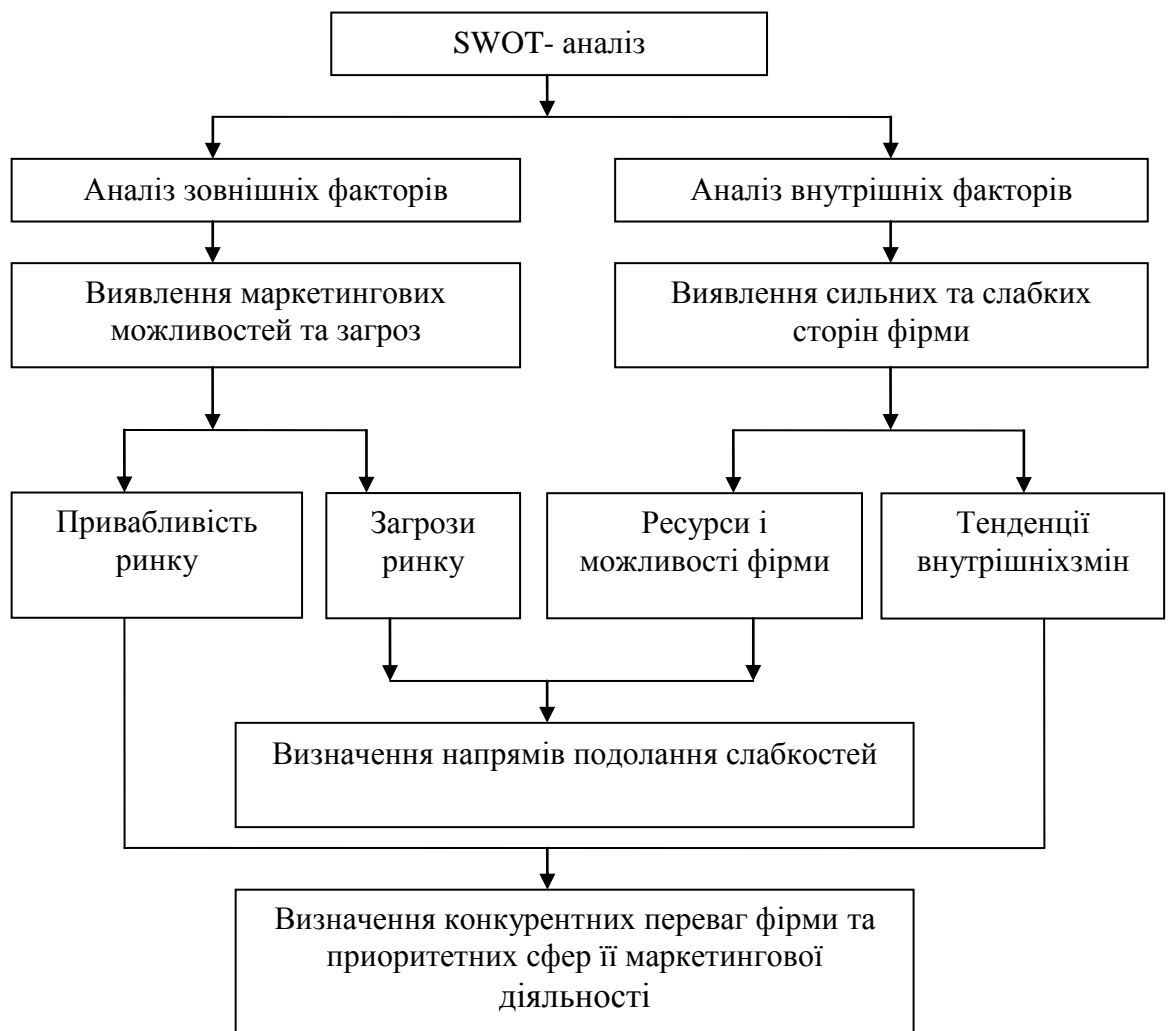 SWOT- аналіз
Аналіз зовнішніх факторів
Аналіз внутрішніх факторів
Виявлення маркетингових
можливостей та загроз
Виявлення сильних та слабких
сторін фірми
Привабливість
ринку
Загрози
ринку
Ресурси і
можливості фірми
Тенденції
внутрішніхзмін
Визначення напрямів подолання слабкостей
Визначення конкурентних переваг фірми та
приоритетних сфер її маркетингової
діяльності